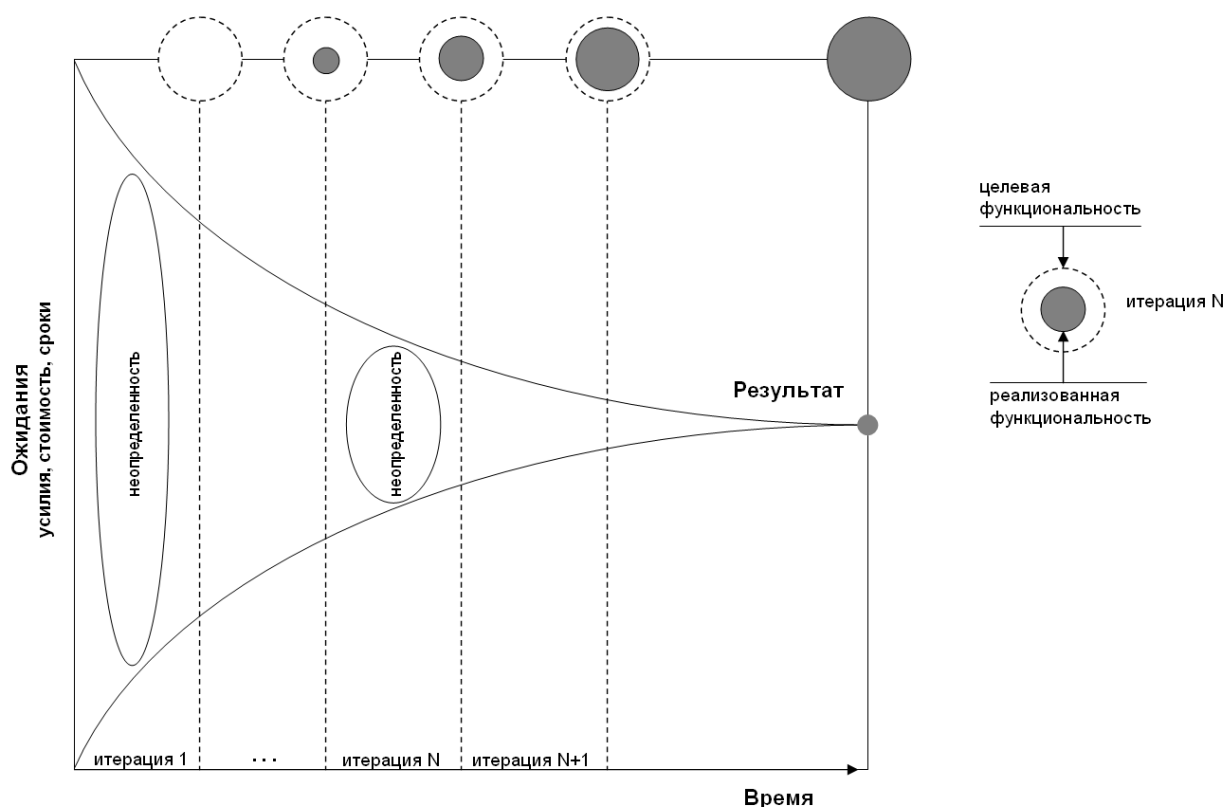 Ожидания
усилия, стоимость, сроки
неопределенность
неопределенность
Результат
итерация 1
...
итерация N
итерация N+1
Время
целевая
функциональность
итерация N
реализованная
функциональность